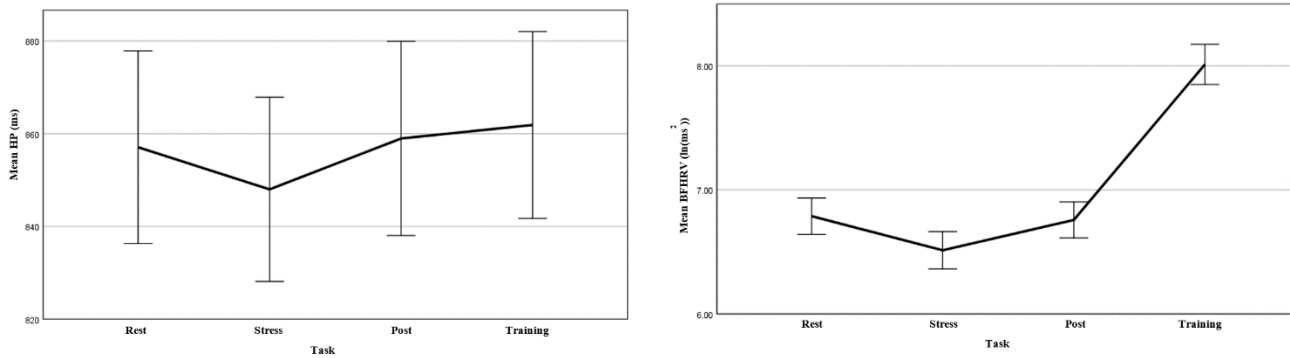 Mean HP (ms)
880
860
840
820
Rest
Stress
Post
Training
Task
Mean BFHRV (ln(ms²))
8.00
7.00
6.00
Rest
Stress
Post
Training
Task